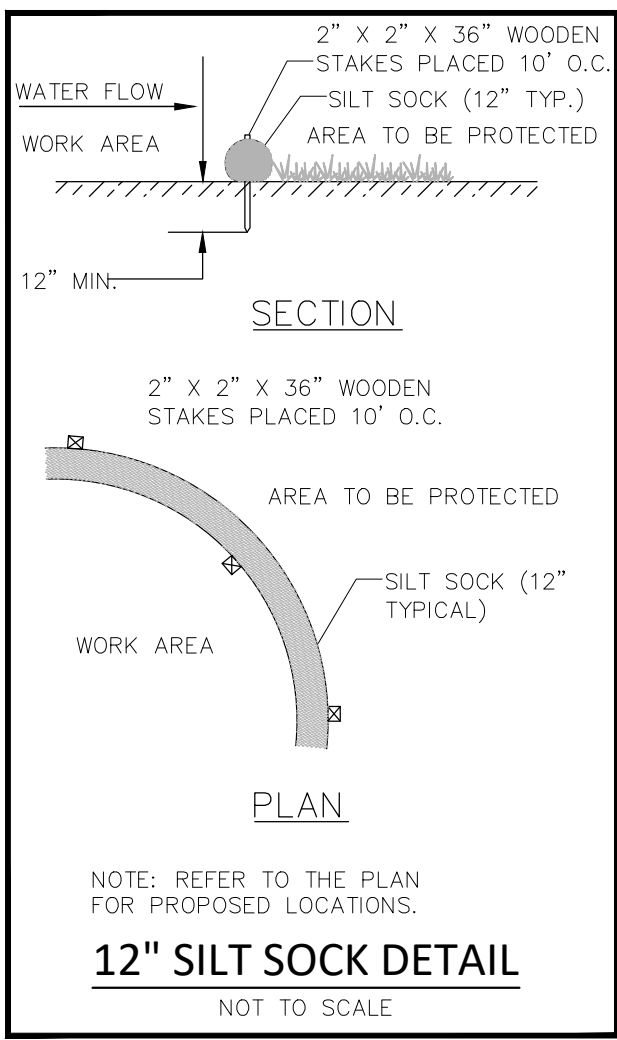 2” X 2” X 36” WOODEN
STAKES PLACED 10’ O.C.
WATER FLOW
SILT SOCK (12” TYP.)
WORK AREA
AREA TO BE PROTECTED
12” MIN.
SECTION
2” X 2” X 36” WOODEN
STAKES PLACED 10’ O.C.
AREA TO BE PROTECTED
SILT SOCK (12”
TYPICAL)
WORK AREA
PLAN
NOTE: REFER TO THE PLAN
FOR PROPOSED LOCATIONS.
12" SILT SOCK DETAIL
NOT TO SCALE